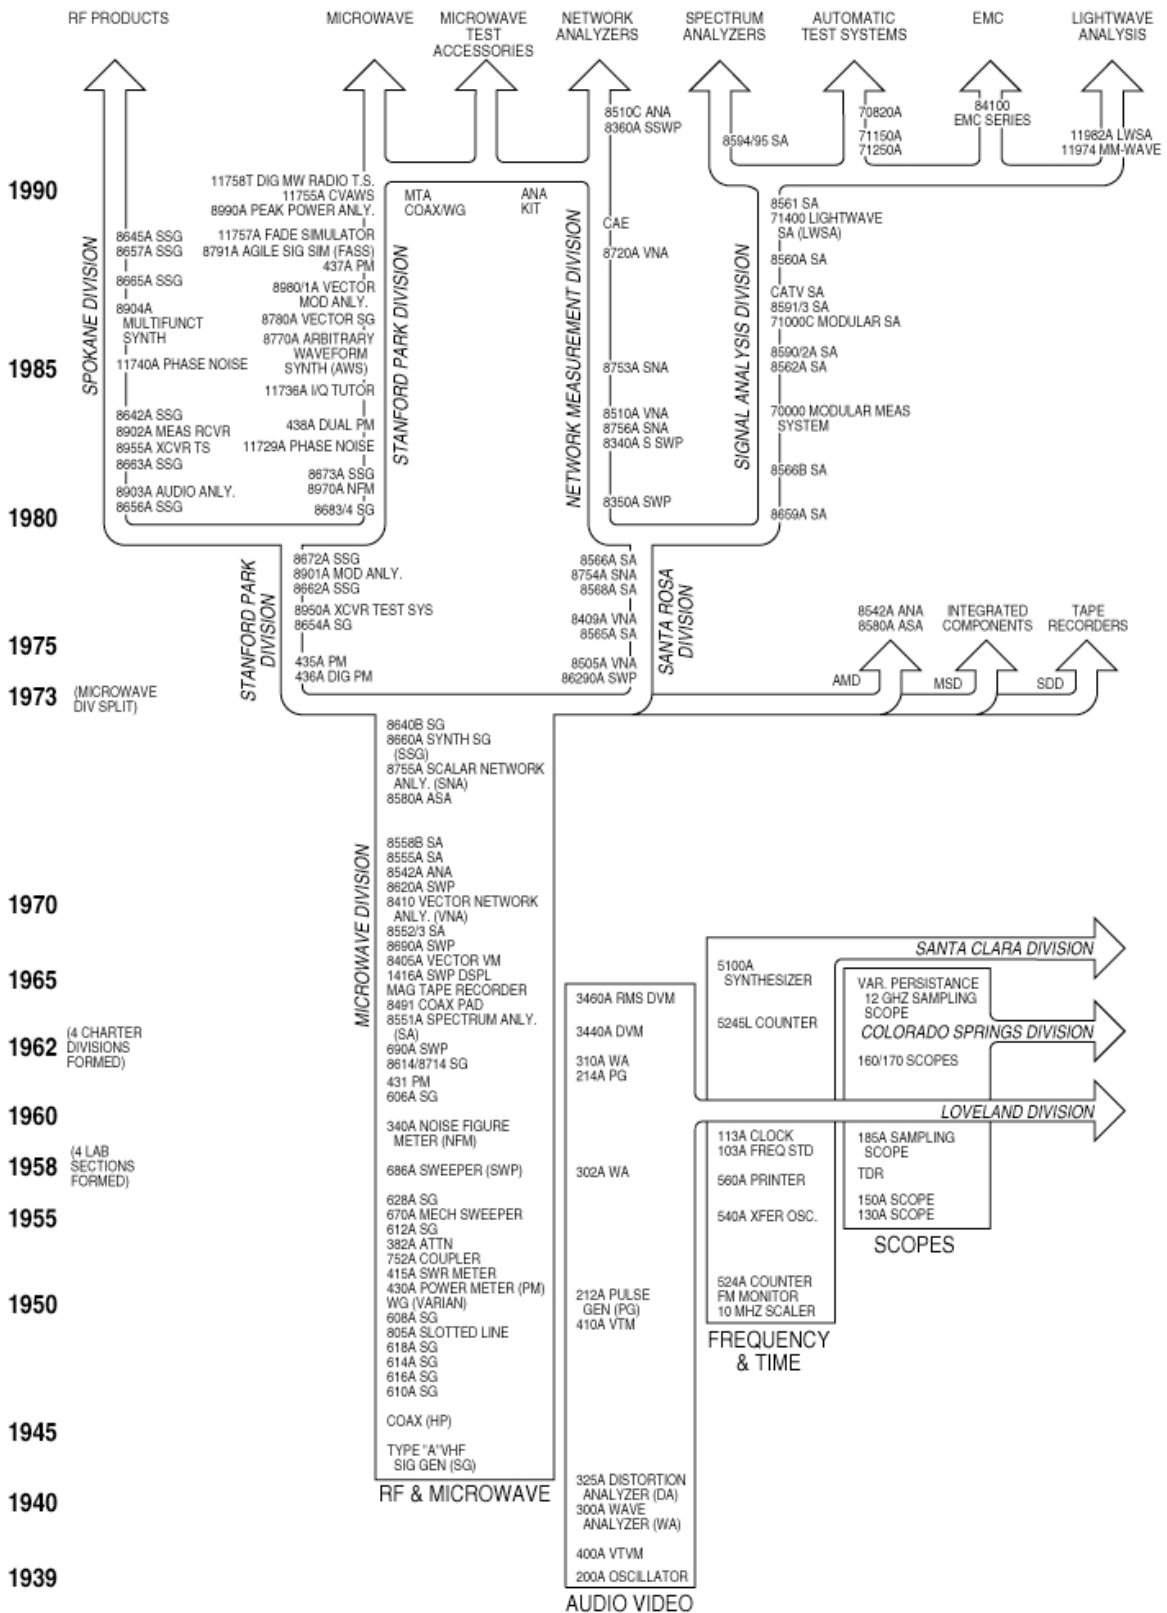 RF PRODUCTS
MICROWAVE
MICROWAVE
TEST
ACCESSORIES
NETWORK
ANALYZERS
SPECTRUM
ANALYZERS
AUTOMATIC
TEST SYSTEMS
EMC
LIGHTWAVE
ANALYSIS
8510C ANA
8360A SSWP
8594/95 SA
70820A
71150A
71250A
84100
EMC SERIES
11982A LWSA
11974 MM-WAVE
1990
SPOKANE DIVISION
8645A SSG
8657A SSG
8665A SSG
8904A
MULTIFUNCT
SYNTH
11740A PHASE NOISE
8642A SSG
8902A MEAS RCVR
8955A XCVR TS
8663A SSG
8903A AUDIO ANLY.
8656A SSG
11758T DIG MW RADIO T.S.
11755A CVAWS
8990A PEAK POWER ANLY.
11757A FADE SIMULATOR
8791A AGILE SIG SIM (FASS)
437A PM
8980/1A VECTOR
MOD ANLY.
8780A VECTOR SG
8770A ARBITRARY
WAVEFORM
SYNTH (AWS)
11736A I/Q TUTOR
438A DUAL PM
11729A PHASE NOISE
8673A SSG
8970A NFM
8683/4 SG
STANFORD PARK DIVISION
MTA
COAX/WG
ANA
KIT
NETWORK MEASUREMENT DIVISION
CAE
8720A VNA
8753A SNA
8510A VNA
8756A SNA
8340A S SWP
8350A SWP
SIGNAL ANALYSIS DIVISION
8561 SA
71400 LIGHTWAVE
SA (LWSA)
8560A SA
CATV SA
8591/3 SA
71000C MODULAR SA
8590/2A SA
8562A SA
70000 MODULAR MEAS
SYSTEM
8566B SA
8659A SA
1985
1980
STANFORD PARK
DIVISION
8672A SSG
8901A MOD ANLY.
8662A SSG
8950A XCVR TEST SYS
8654A SG
435A PM
436A DIG PM
8566A SA
8754A SNA
8568A SA
8409A VNA
8565A SA
8505A VNA
86290A SWP
SANTA ROSA
DIVISION
8542A ANA
8580A ASA
INTEGRATED
COMPONENTS
TAPE
RECORDERS
AMD
MSD
SDD
1975
1973
(MICROWAVE
DIV SPLIT)
MICROWAVE DIVISION
8640B SG
8660A SYNTH SG
(SSG)
8755A SCALAR NETWORK
ANLY. (SNA)
8580A ASA
8558B SA
8555A SA
8542A ANA
8620A SWP
8410 VECTOR NETWORK
ANLY. (VNA)
8552/3 SA
8690A SWP
8405A VECTOR VM
1416A SWP DSPL
MAG TAPE RECORDER
8491 COAX PAD
8551A SPECTRUM ANLY.
(SA)
690A SWP
8614/8714 SG
431 PM
606A SG
340A NOISE FIGURE
METER (NFM)
686A SWEEPER (SWP)
628A SG
670A MECH SWEEPER
612A SG
382A ATTN
752A COUPLER
415A SWR METER
430A POWER METER (PM)
WG (VARIAN)
608A SG
805A SLOTTED LINE
618A SG
614A SG
616A SG
610A SG
COAX (HP)
TYPE "A"VHF
SIG GEN (SG)
RF & MICROWAVE
1970
1965
1962
(4 CHARTER
DIVISIONS
FORMED)
1960
1958
(4 LAB
SECTIONS
FORMED)
1955
1950
1945
1940
1939
3460A RMS DVM
3440A DVM
310A WA
214A PG
302A WA
212A PULSE
GEN (PG)
410A VTM
325A DISTORTION
ANALYZER (DA)
300A WAVE
ANALYZER (WA)
400A VTVM
200A OSCILLATOR
AUDIO VIDEO
5100A
SYNTHESIZER
5245L COUNTER
113A CLOCK
103A FREQ STD
560A PRINTER
540A XFER OSC.
524A COUNTER
FM MONITOR
10 MHZ SCALER
FREQUENCY
& TIME
SANTA CLARA DIVISION
VAR. PERSISTANCE
12 GHZ SAMPLING
SCOPE
COLORADO SPRINGS DIVISION
160/170 SCOPES
LOVELAND DIVISION
185A SAMPLING
SCOPE
TDR
150A SCOPE
130A SCOPE
SCOPES